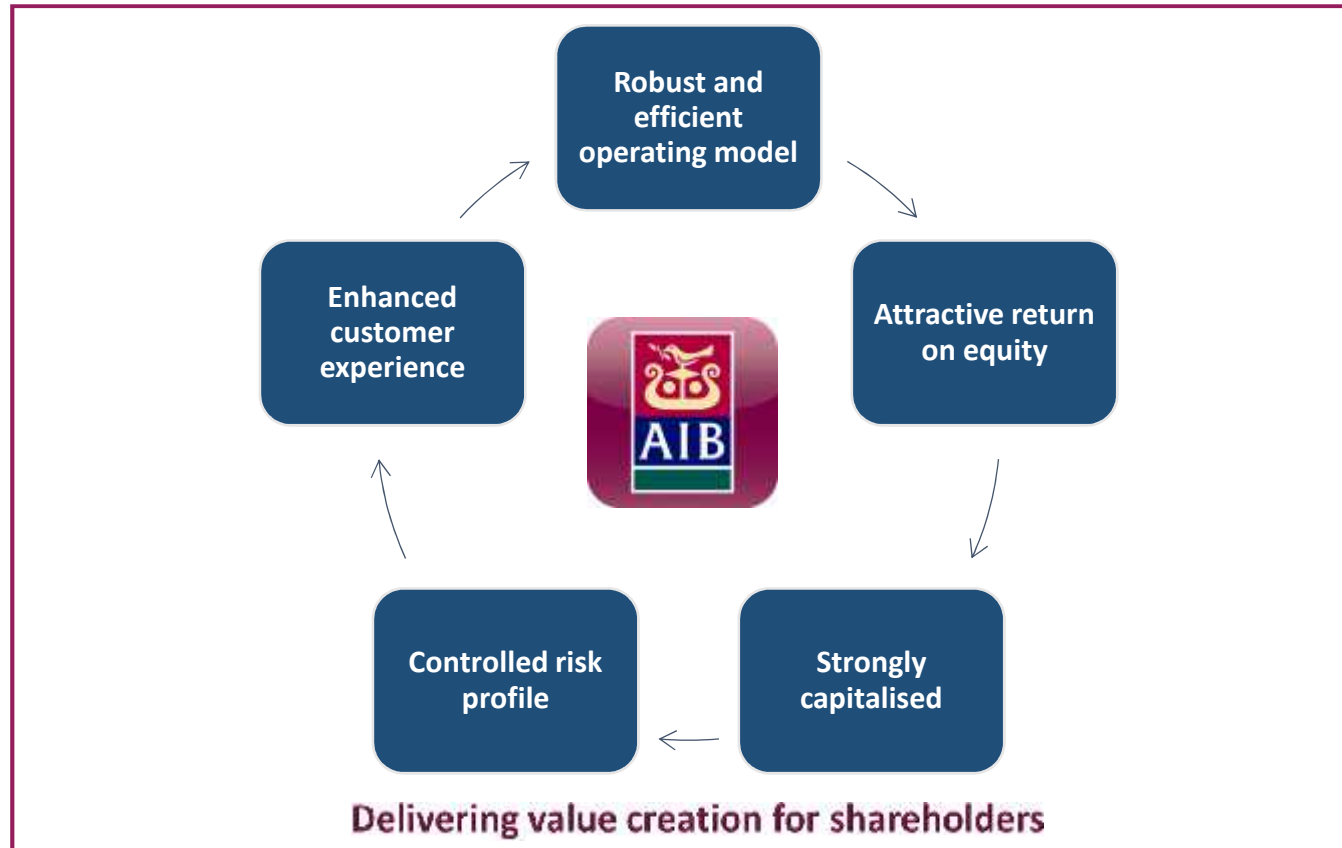 Robust and
efficient
operating model
Enhanced
customer
experience
Attractive return
on equity
AIB
Controlled risk
profile
Strongly
capitalised
Delivering value creation for shareholders